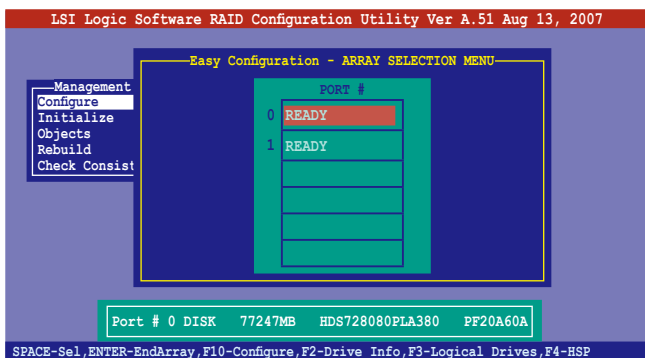 LSI Logic Software RAID Configuration Utility Ver A.51 Aug 13, 2007
Easy Configuration - ARRAY SELECTION MENU
Management
Configure
Initialize
Objects
Rebuild
Check Consist
PORT #
0 READY
1 READY
Port # 0 DISK 77247MB HDS728080PLA380 PF20A60A
SPACE-Sel,ENTER-EndArray,F10-Configure,F2-Drive Info,F3-Logical Drives,F4-HSP